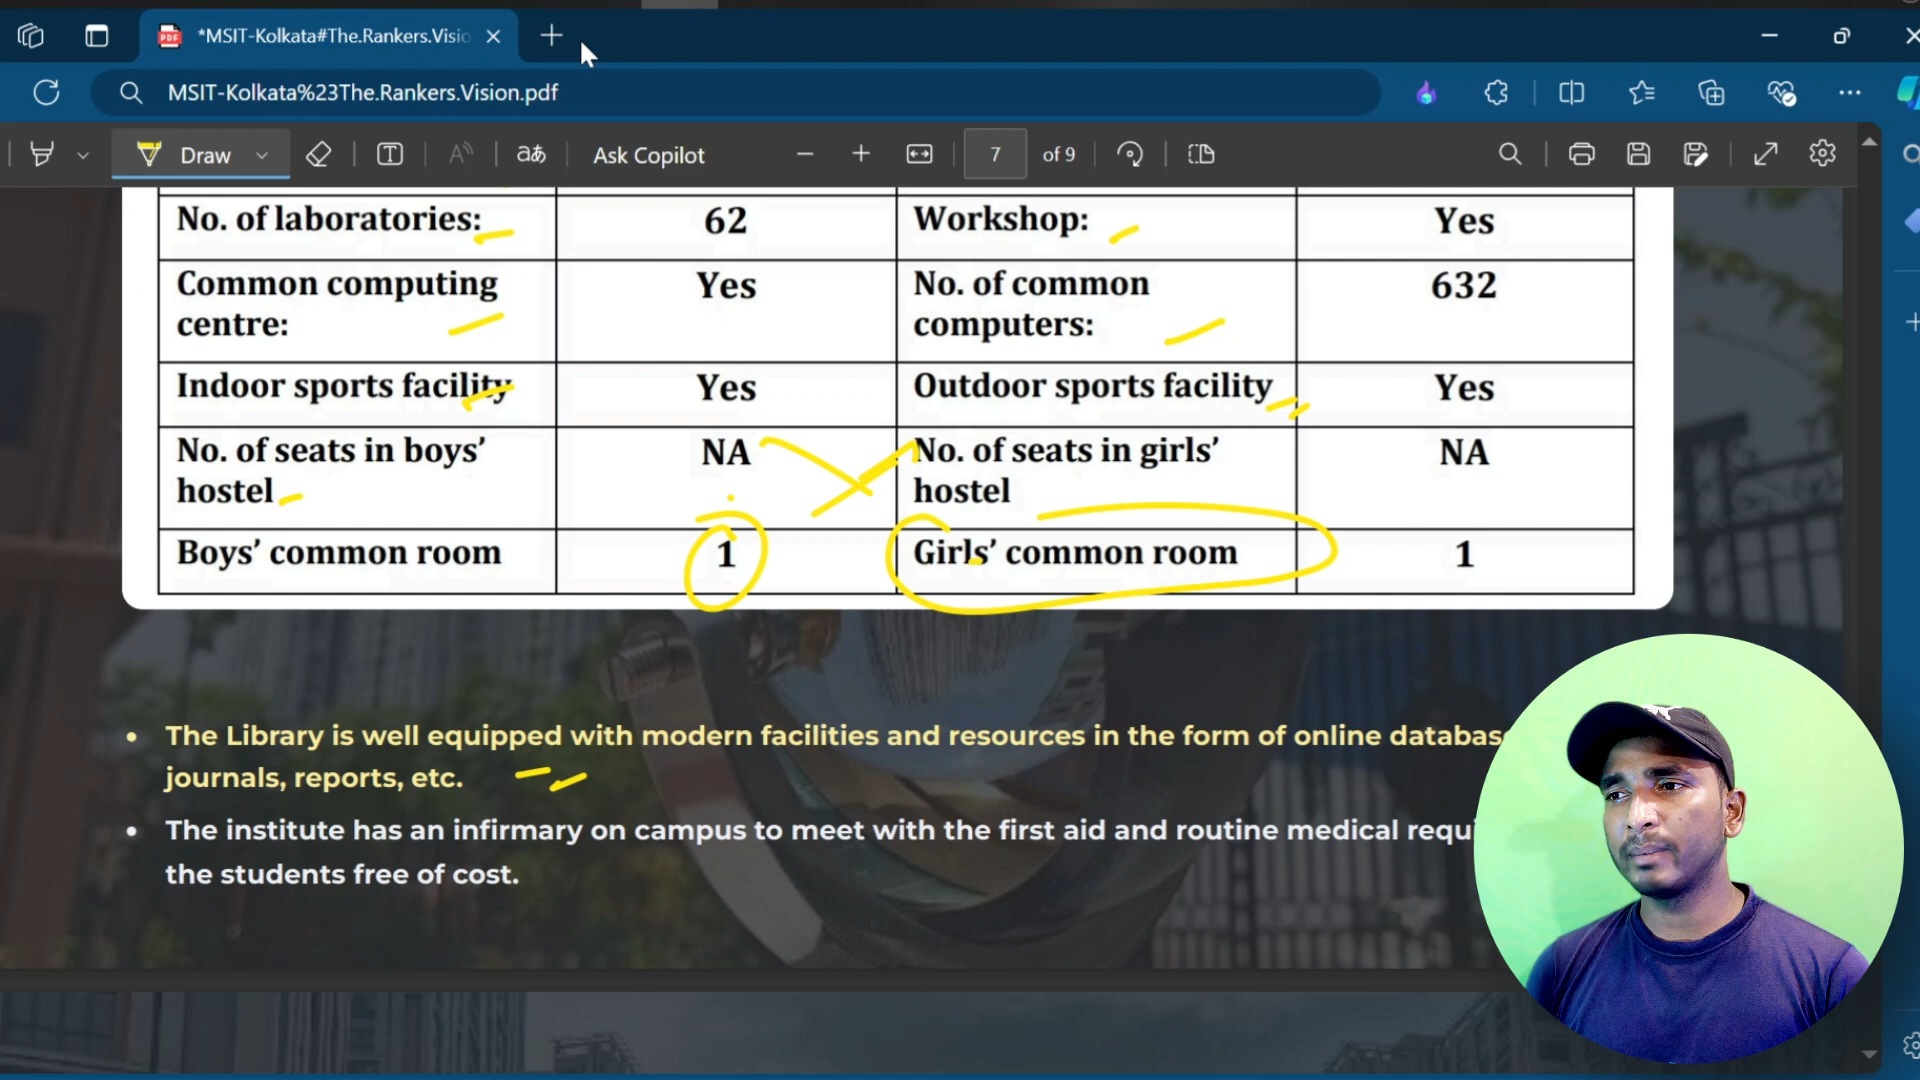 *MSIT-Kolkata#The.Rankers.Visio
MSIT-Kolkata%23The.Rankers.Vision.pdf
Draw
Ask Copilot
7 of 9
No. of laboratories: 62 Workshop: Yes
Common computing centre: Yes No. of common computers: 632
Indoor sports facility Yes Outdoor sports facility Yes
No. of seats in boys’ hostel NA No. of seats in girls’ hostel NA
Boys’ common room 1 Girls’ common room 1
• The Library is well equipped with modern facilities and resources in the form of online databas
journals, reports, etc.
• The institute has an infirmary on campus to meet with the first aid and routine medical requi
the students free of cost.